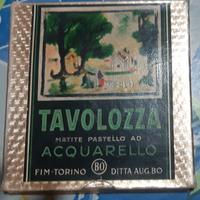 TAVOLOZZA
MATITE PASTELLO AD
ACQUARELLO
FIM-TORINO 80 DITTA AUG.BO